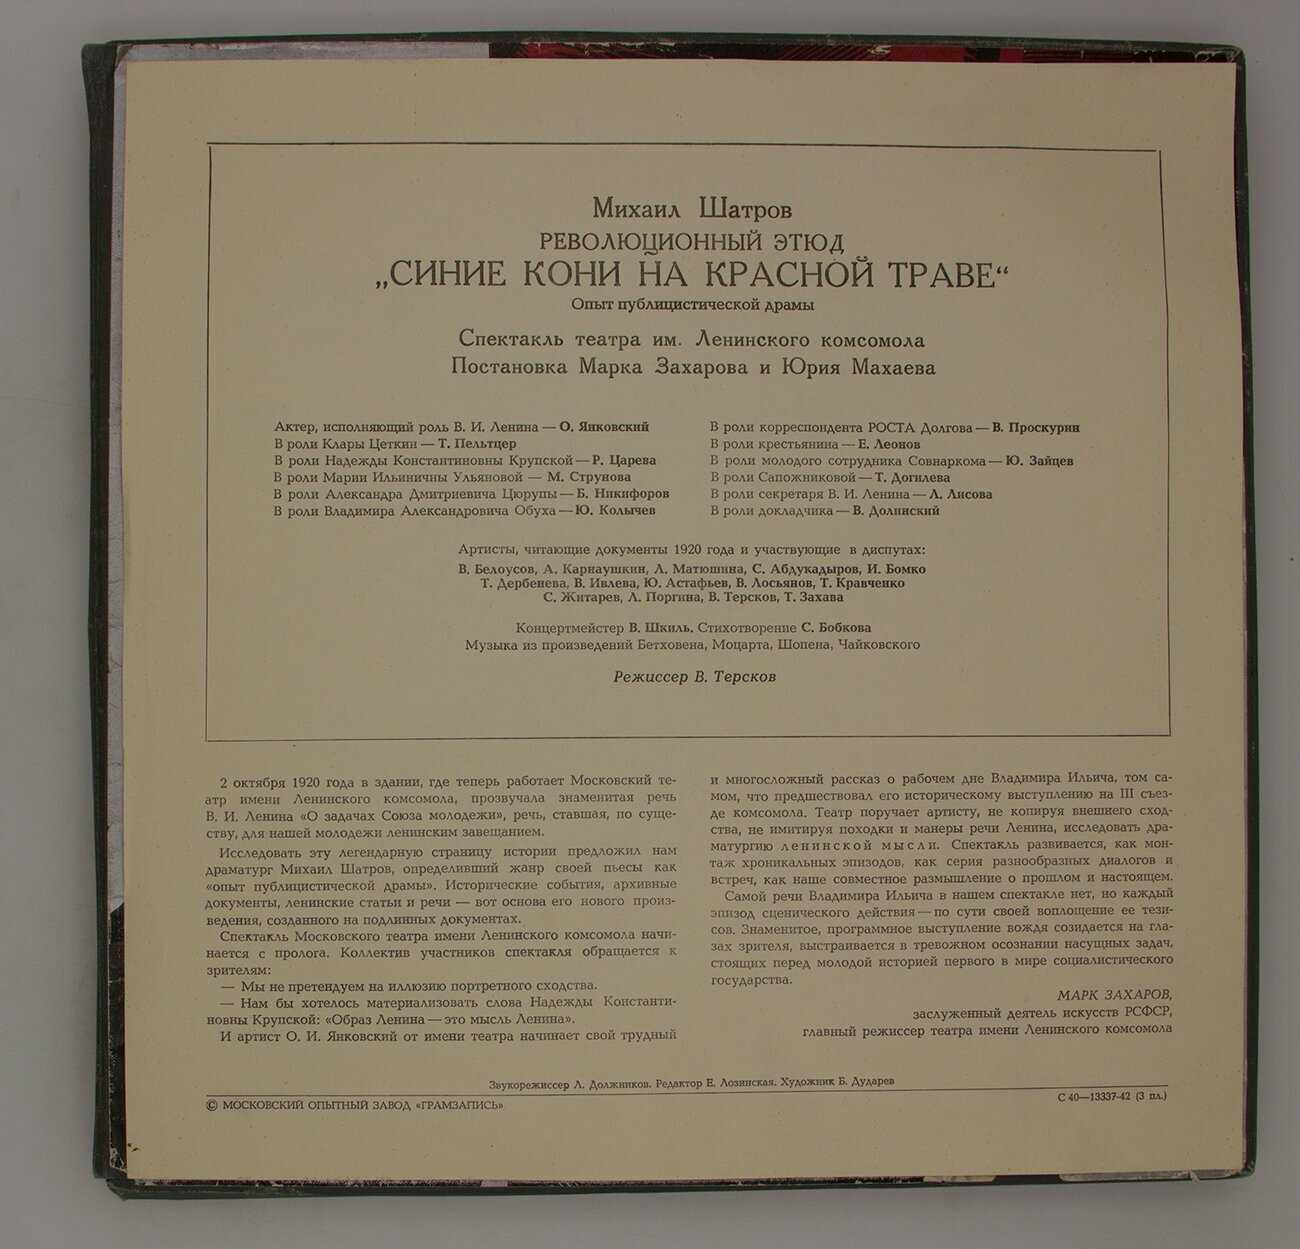 Михаил Шатров
РЕВОЛЮЦИОННЫЙ ЭТЮД
„СИНИЕ КОНИ НА КРАСНОЙ ТРАВЕ“
Опыт публицистической драмы
Спектакль театра им. Ленинского комсомола
Постановка Марка Захарова и Юрия Махаева
Актер, исполняющий роль В. И. Ленина — О. Янковский
В роли Клары Цеткин — Т. Пельтцер
В роли Надежды Константиновны Крупской — Р. Царева
В роли Марии Ильиничны Ульяновой — М. Струнова
В роли Александра Дмитриевича Цюрупы — Б. Никифоров
В роли Владимира Александровича Обуха — Ю. Колычев
В роли корреспондента РОСТА Долгова — В. Проскурин
В роли крестьянина — Е. Леонов
В роли молодого сотрудника Совнаркома — Ю. Зайцев
В роли Сапожниковой — Т. Догилева
В роли секретаря В. И. Ленина — Л. Лисова
В роли докладчика — В. Долинский
Артисты, читающие документы 1920 года и участвующие в диспутах:
В. Белоусов, А. Карнаушкин, Л. Матюшина, С. Абдукадыров, И. Бомко
Т. Дербенева, В. Ивлева, Ю. Астафьев, В. Лосьянов, Т. Кравченко
С. Житарев, Л. Поргина, В. Терсков, Т. Захава
Концертмейстер В. Шкиль. Стихотворение С. Бобкова
Музыка из произведений Бетховена, Моцарта, Шопена, Чайковского
Режиссер В. Терсков
2 октября 1920 года в здании, где теперь работает Московский те-
атр имени Ленинского комсомола, прозвучала знаменитая речь
В. И. Ленина «О задачах Союза молодежи», речь, ставшая, по суще-
ству, для нашей молодежи ленинским завещанием.
Исследовать эту легендарную страницу истории предложил нам
драматург Михаил Шатров, определивший жанр своей пьесы как
«опыт публицистической драмы». Исторические события, архивные
документы, ленинские статьи и речи — вот основа его нового произ-
ведения, созданного на подлинных документах.
Спектакль Московского театра имени Ленинского комсомола начи-
нается с пролога. Коллектив участников спектакля обращается к
зрителям:
— Мы не претендуем на иллюзию портретного сходства.
— Нам бы хотелось материализовать слова Надежды Константи-
новны Крупской: «Образ Ленина — это мысль Ленина».
И артист О. И. Янковский от имени театра начинает свой трудный
и многосложный рассказ о рабочем дне Владимира Ильича, том са-
мом, что предшествовал его историческому выступлению на III съез-
де комсомола. Театр поручает артисту, не копируя внешнего сход-
ства, не имитируя походки и манеры речи Ленина, исследовать дра-
матургию ленинской мысли. Спектакль развивается, как мон-
таж хроникальных эпизодов, как серия разнообразных диалогов и
встреч, как наше совместное размышление о прошлом и настоящем.
Самой речи Владимира Ильича в нашем спектакле нет, но каждый
эпизод сценического действия — по сути своей воплощение ее тези-
сов. Знаменитое, программное выступление вождя созидается на гла-
зах зрителя, выстраивается в тревожном осознании насущных задач,
стоящих перед молодой историей первого в мире социалистического
государства.
МАРК ЗАХАРОВ,
заслуженный деятель искусств РСФСР,
главный режиссер театра имени Ленинского комсомола
Звукорежиссер Л. Должников. Редактор Е. Лозинская. Художник Б. Дударев
© МОСКОВСКИЙ ОПЫТНЫЙ ЗАВОД «ГРАМЗАПИСЬ»
С 40—13337-42 (3 пл.)